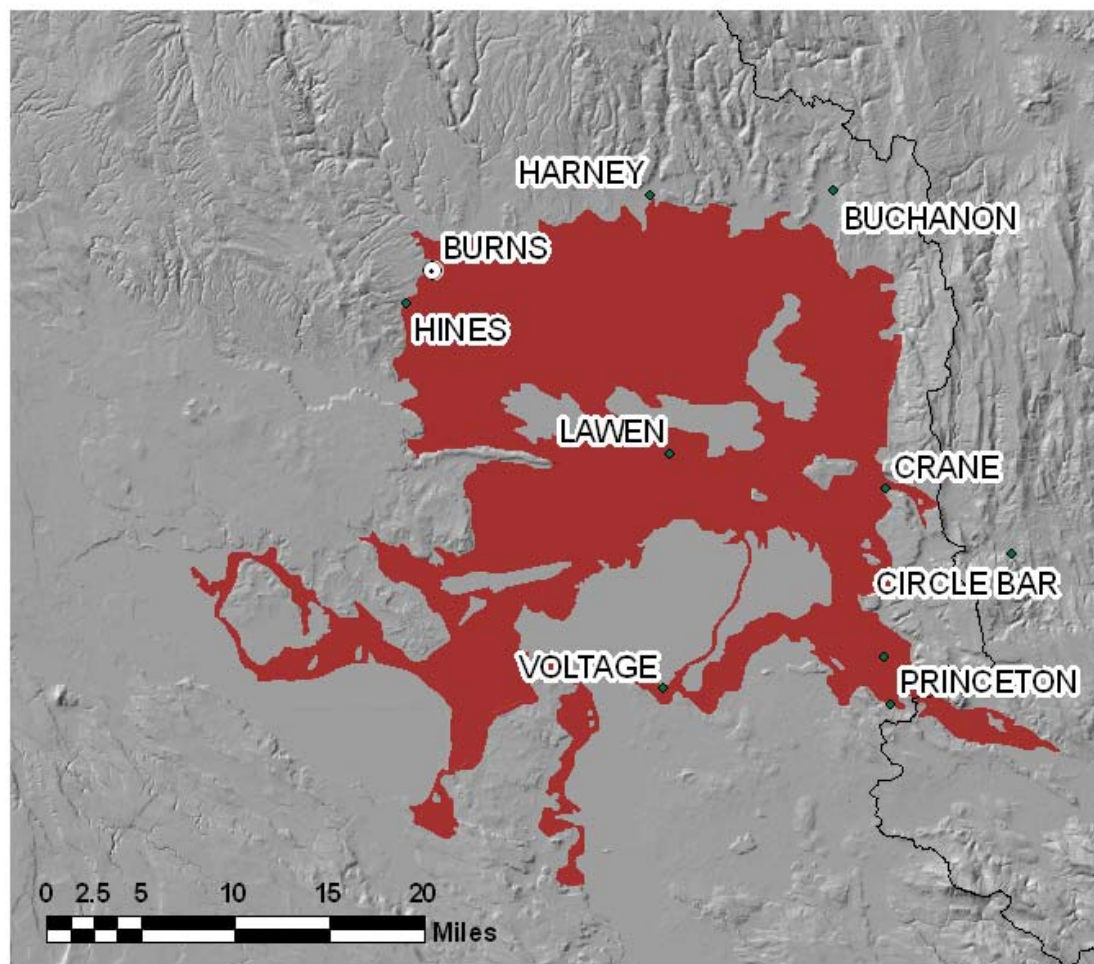 HARNEY
BUCHANON
BURNS
HINES
LAWEN
CRANE
CIRCLE BAR
VOLTAGE
PRINCETON
0 2.5 5 10 15 20
Miles